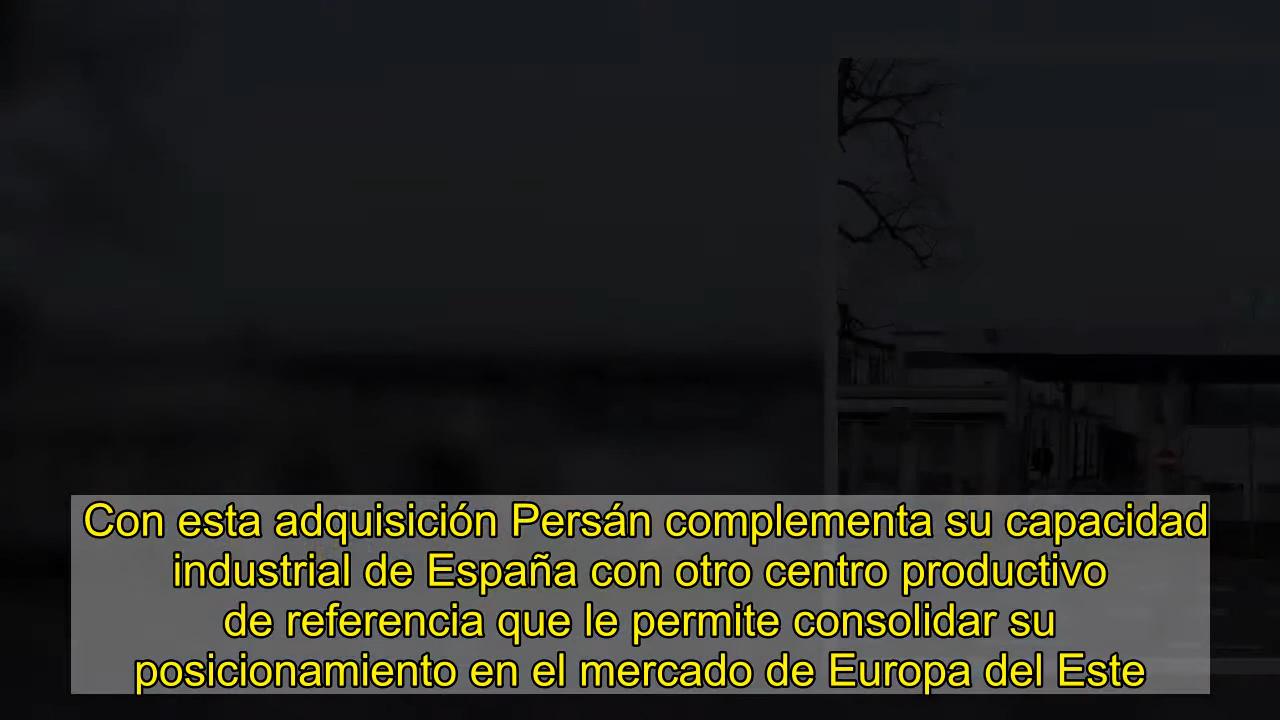 Con esta adquisición Persán complementa su capacidad
industrial de España con otro centro productivo
de referencia que le permite consolidar su
posicionamiento en el mercado de Europa del Este